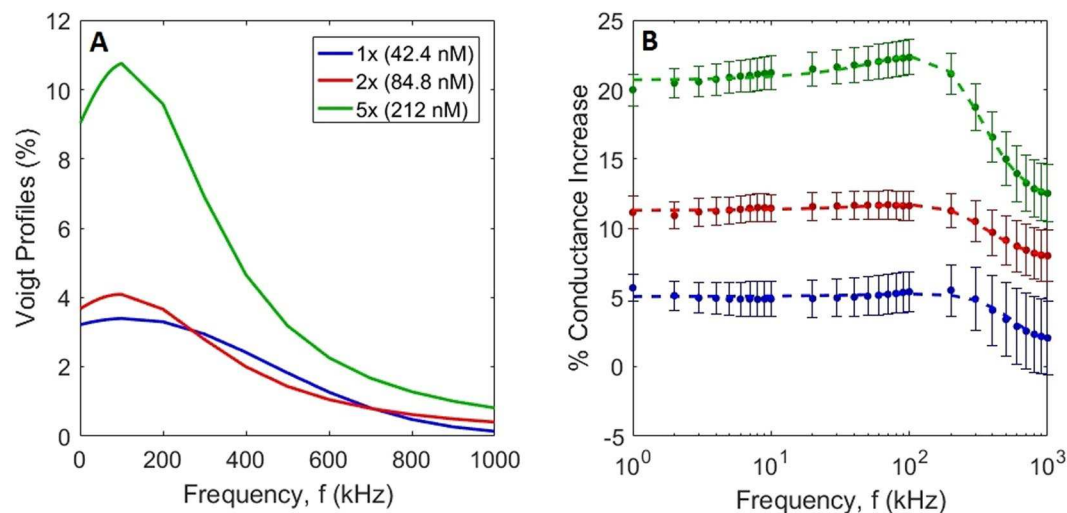 A
1x (42.4 nM)
2x (84.8 nM)
5x (212 nM)
Voigt Profiles (%)
12
10
8
6
4
2
0
0 200 400 600 800 1000
Frequency, f (kHz)
B
% Conductance Increase
25
20
15
10
5
0
-5
10^0 10^1 10^2 10^3
Frequency, f (kHz)